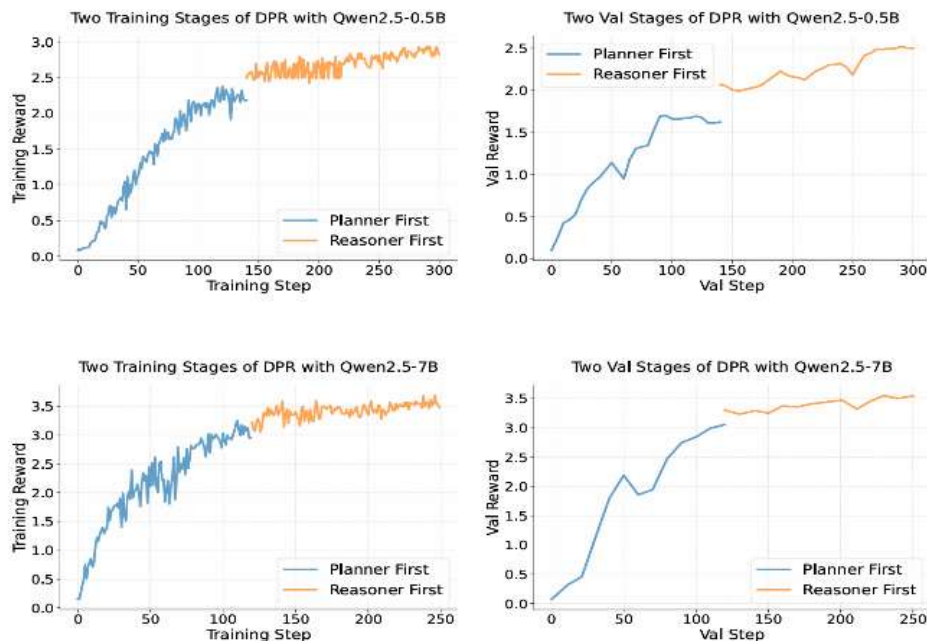 Two Training Stages of DPR with Qwen2.5-0.5B
3.0
2.5
2.0
1.5
1.0
0.5
0.0
Training Reward
Planner First
Reasoner First
0 50 100 150 200 250 300
Training Step
Two Val Stages of DPR with Qwen2.5-0.5B
2.5
2.0
1.5
1.0
0.5
0.0
Val Reward
Planner First
Reasoner First
0 50 100 150 200 250 300
Val Step
Two Training Stages of DPR with Qwen2.5-7B
3.5
3.0
2.5
2.0
1.5
1.0
0.5
0.0
Training Reward
Planner First
Reasoner First
0 50 100 150 200 250
Training Step
Two Val Stages of DPR with Qwen2.5-7B
3.5
3.0
2.5
2.0
1.5
1.0
0.5
0.0
Val Reward
Planner First
Reasoner First
0 50 100 150 200 250
Val Step